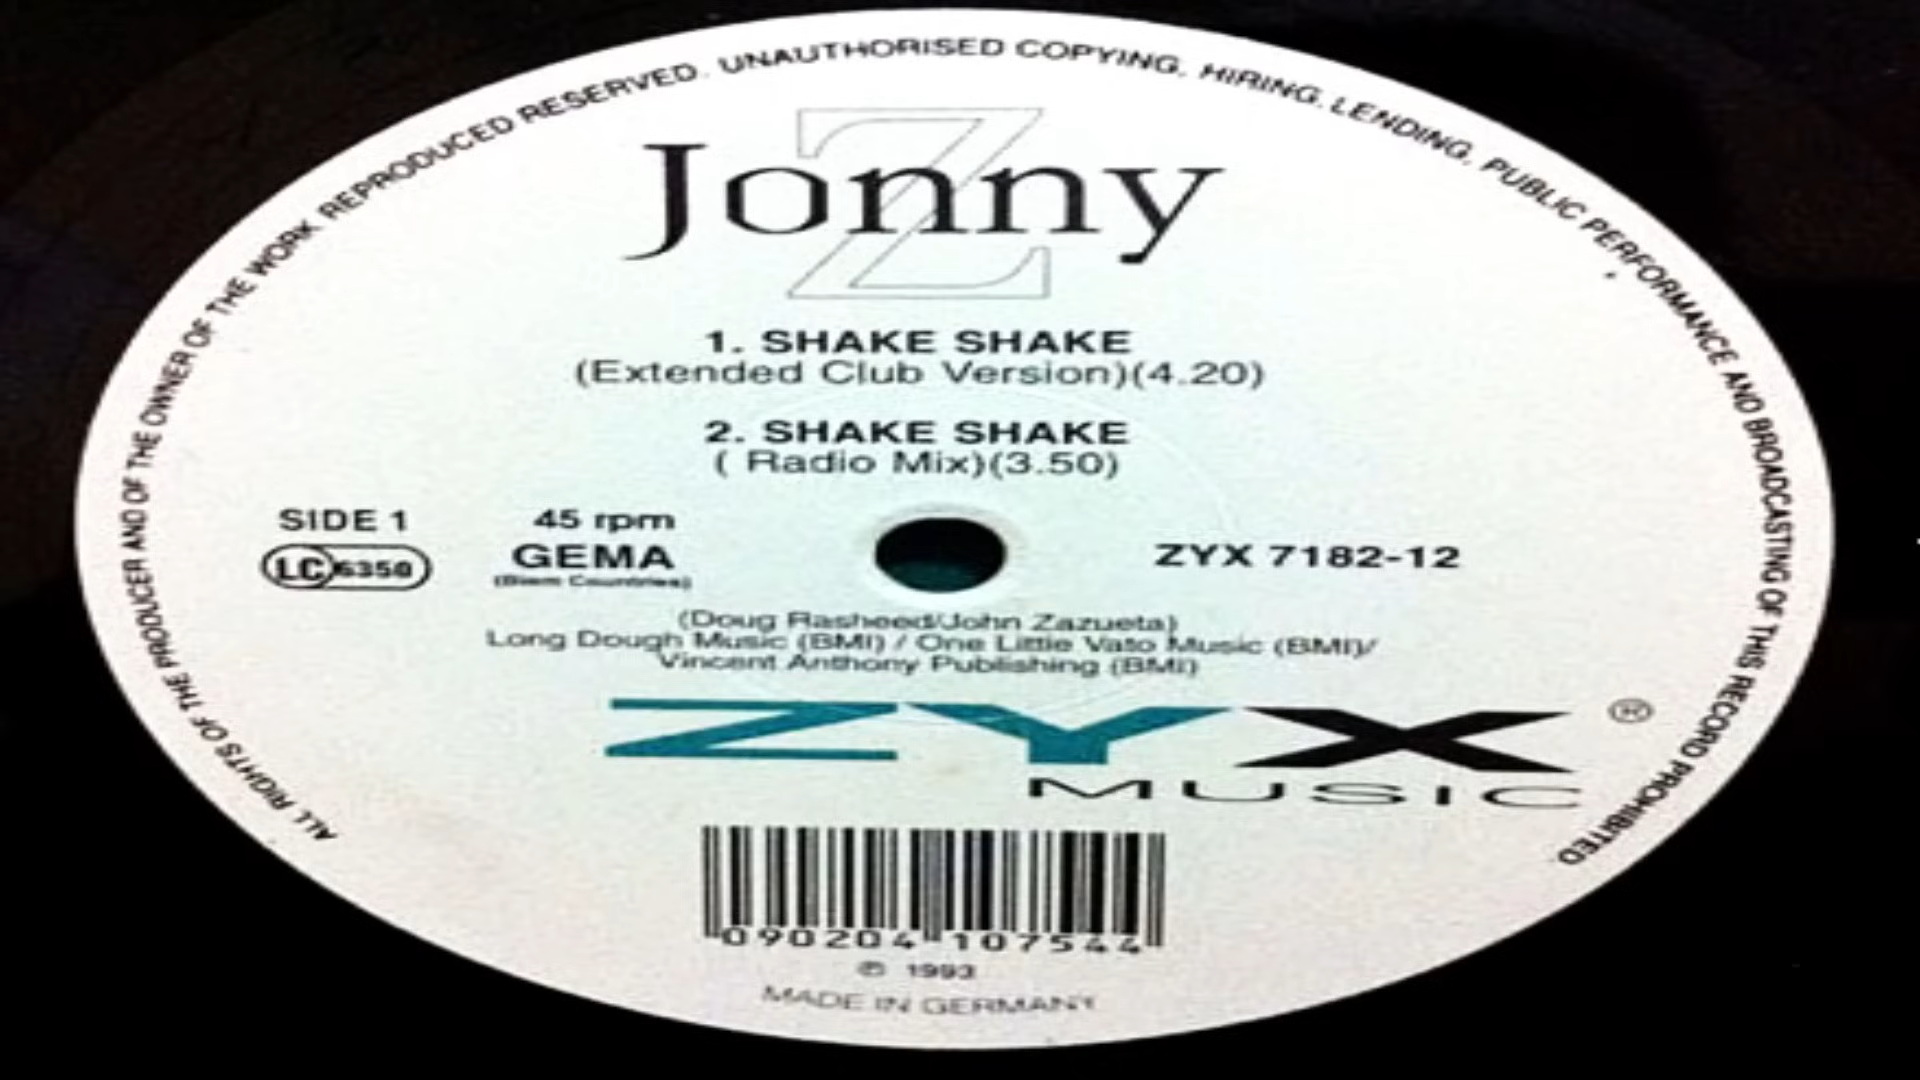 ALL RIGHTS OF THE PRODUCER AND OF THE OWNER OF THE WORK REPRODUCED RESERVED. UNAUTHORISED COPYING, HIRING, LENDING, PUBLIC PERFORMANCE AND BROADCASTING OF THIS RECORD PROHIBITED
Z
Jonny
1. SHAKE SHAKE
(Extended Club Version)(4.20)
2. SHAKE SHAKE
( Radio Mix)(3.50)
SIDE 1
45 rpm
LC 6350
GEMA
(Biem Countries)
ZYX 7182-12
(Doug Rasheed/John Zazueta)
Long Dough Music (BMI) / One Little Vato Music (BMI)/
Vincent Anthony Publishing (BMI)
ZYX ®
MUSIC
090204 107544
℗ 1993
MADE IN GERMANY